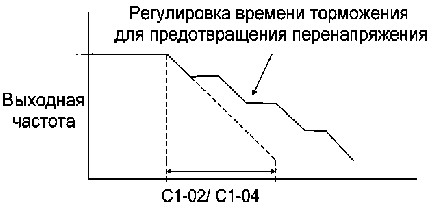 Регулировка времени торможения
для предотвращения перенапряжения
Выходная
частота
C1-02/ C1-04